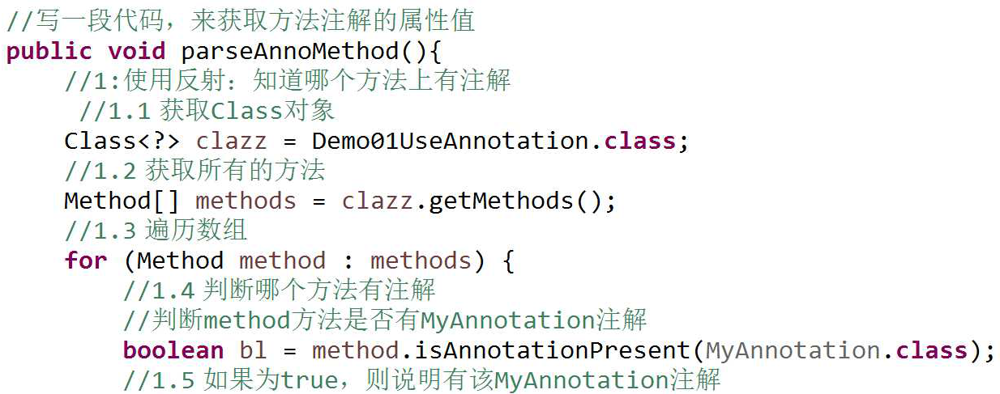 //写一段代码，来获取方法注解的属性值
public void parseAnnoMethod(){
    //1:使用反射：知道哪个方法上有注解
     //1.1 获取Class对象
    Class<?> clazz = Demo01UseAnnotation.class;
    //1.2 获取所有的方法
    Method[] methods = clazz.getMethods();
    //1.3 遍历数组
    for (Method method : methods) {
        //1.4 判断哪个方法有注解
        //判断method方法是否有MyAnnotation注解
        boolean bl = method.isAnnotationPresent(MyAnnotation.class);
        //1.5 如果为true，则说明有该MyAnnotation注解